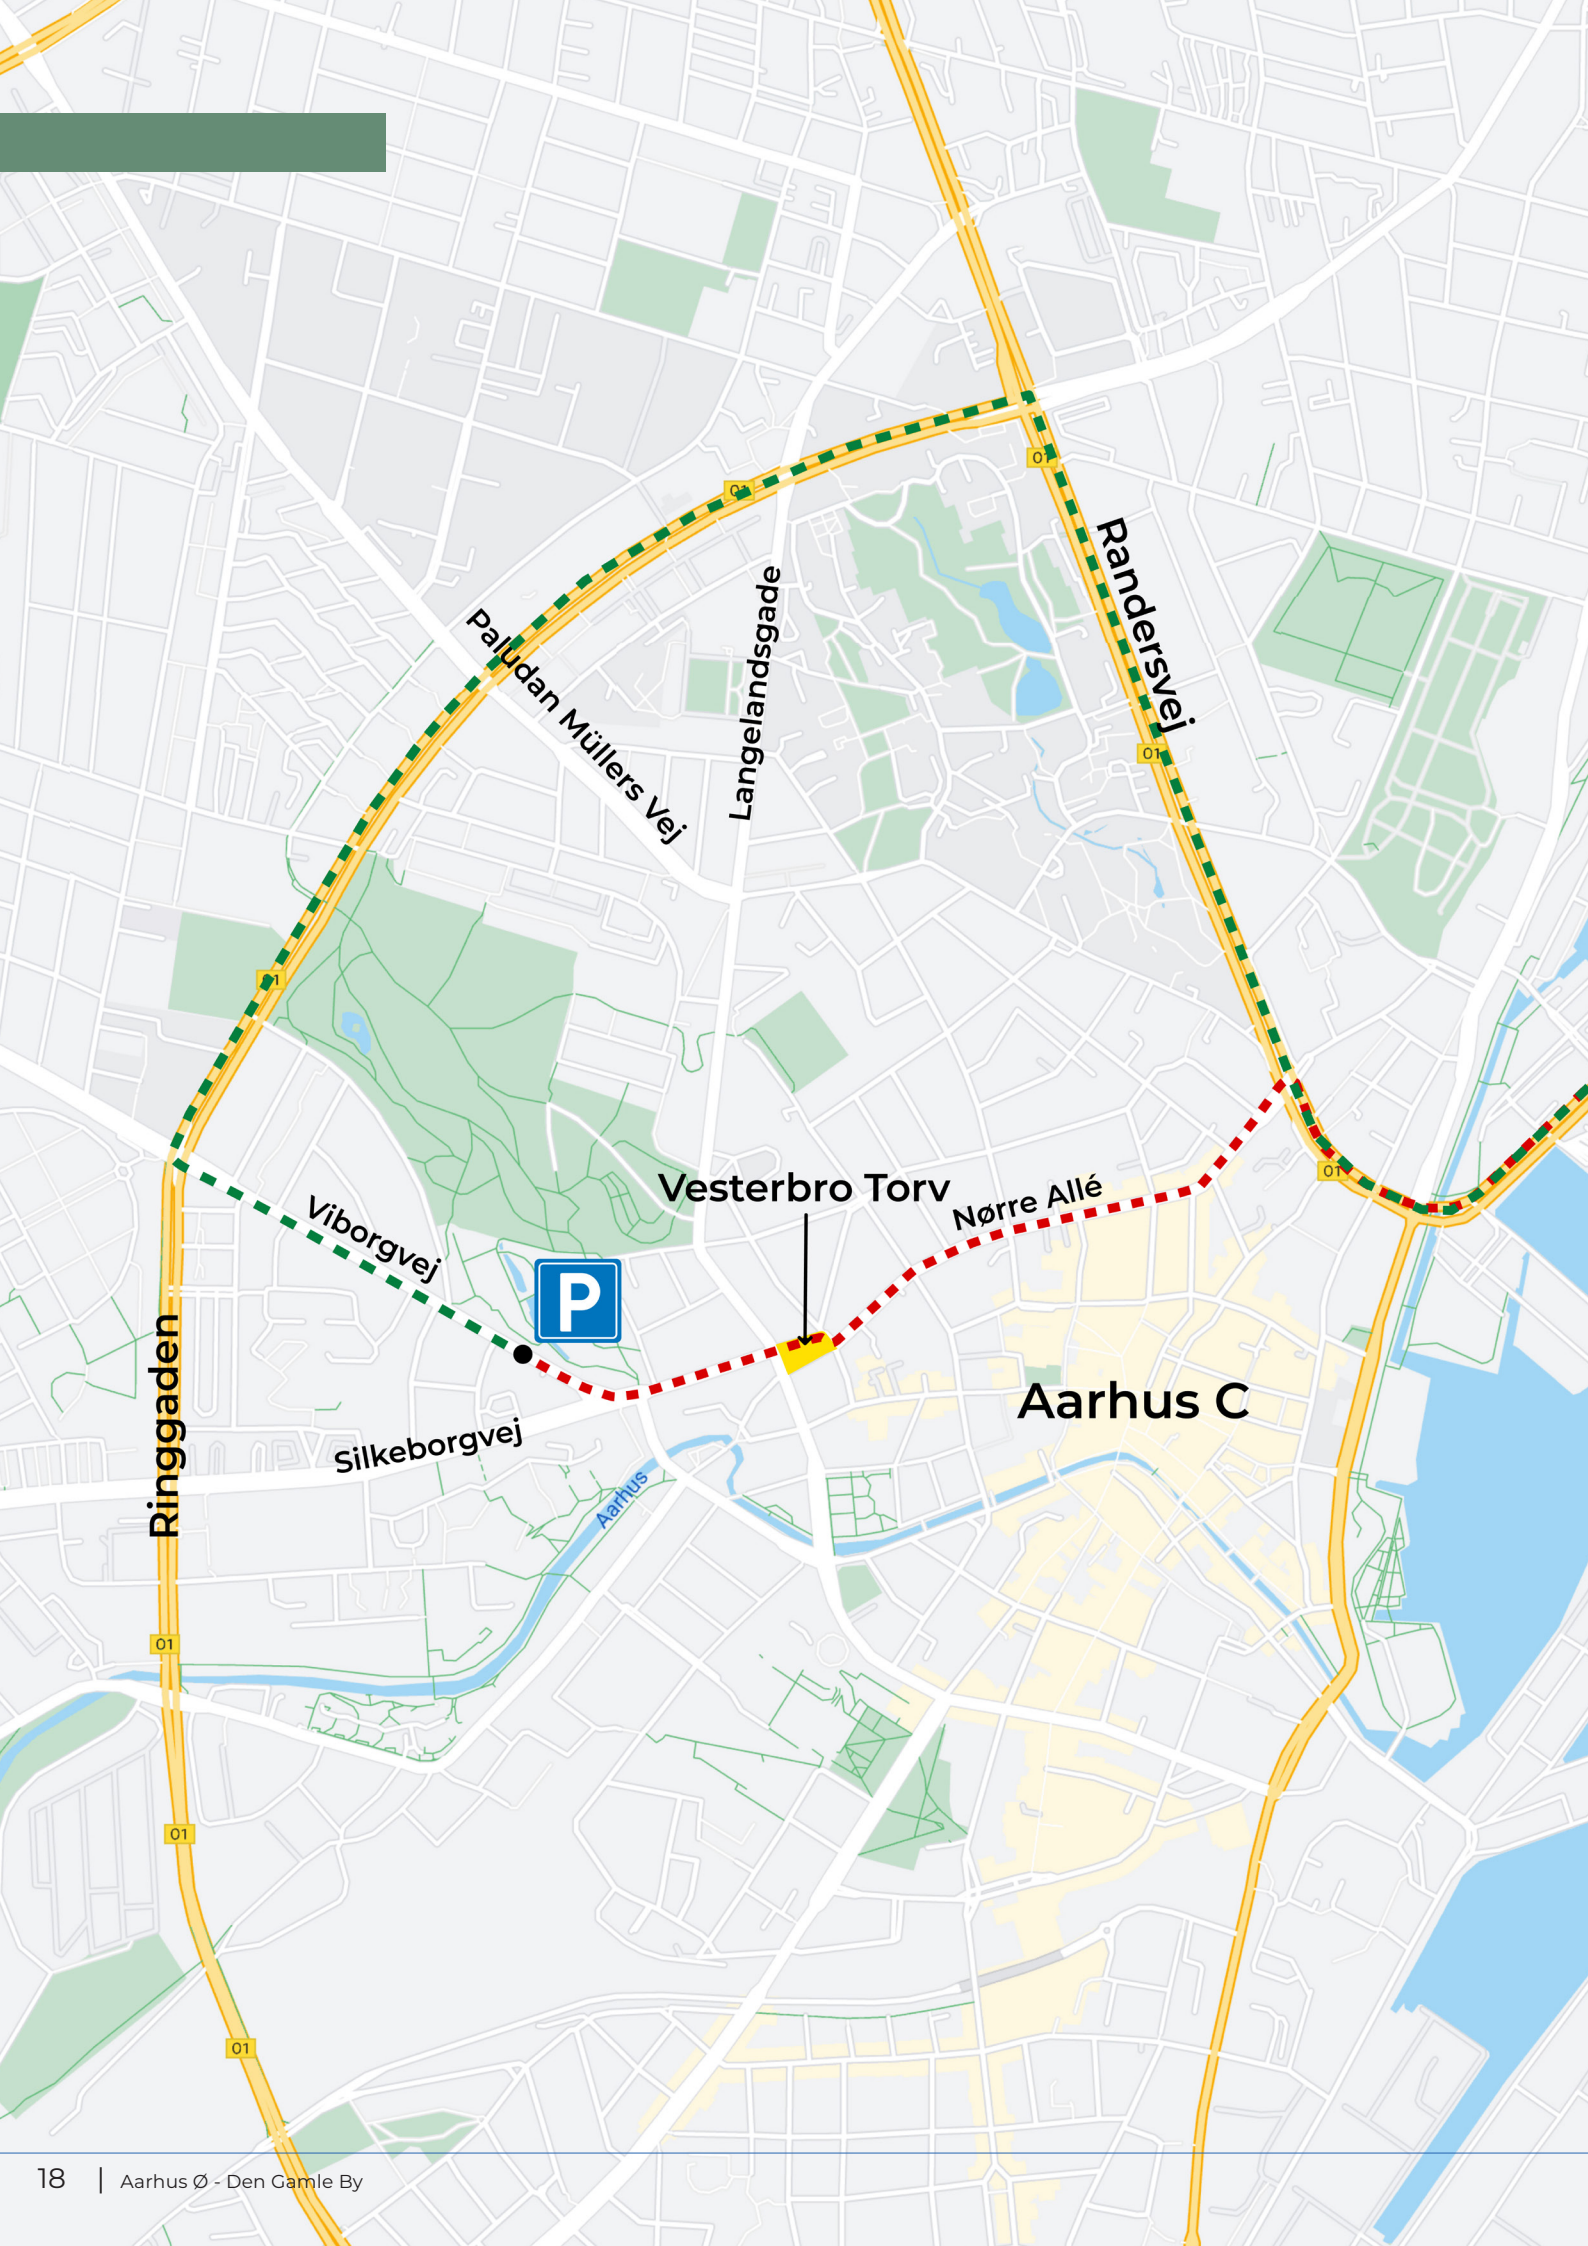 01
01
Randersvej
Paludan Müllers Vej
Langelandsgade
01
01
Vesterbro Torv
Nørre Allé
01
Viborgvej
P
Ringgaden
Aarhus C
Silkeborgvej
Aarhus
01
01
01
18 | Aarhus Ø - Den Gamle By